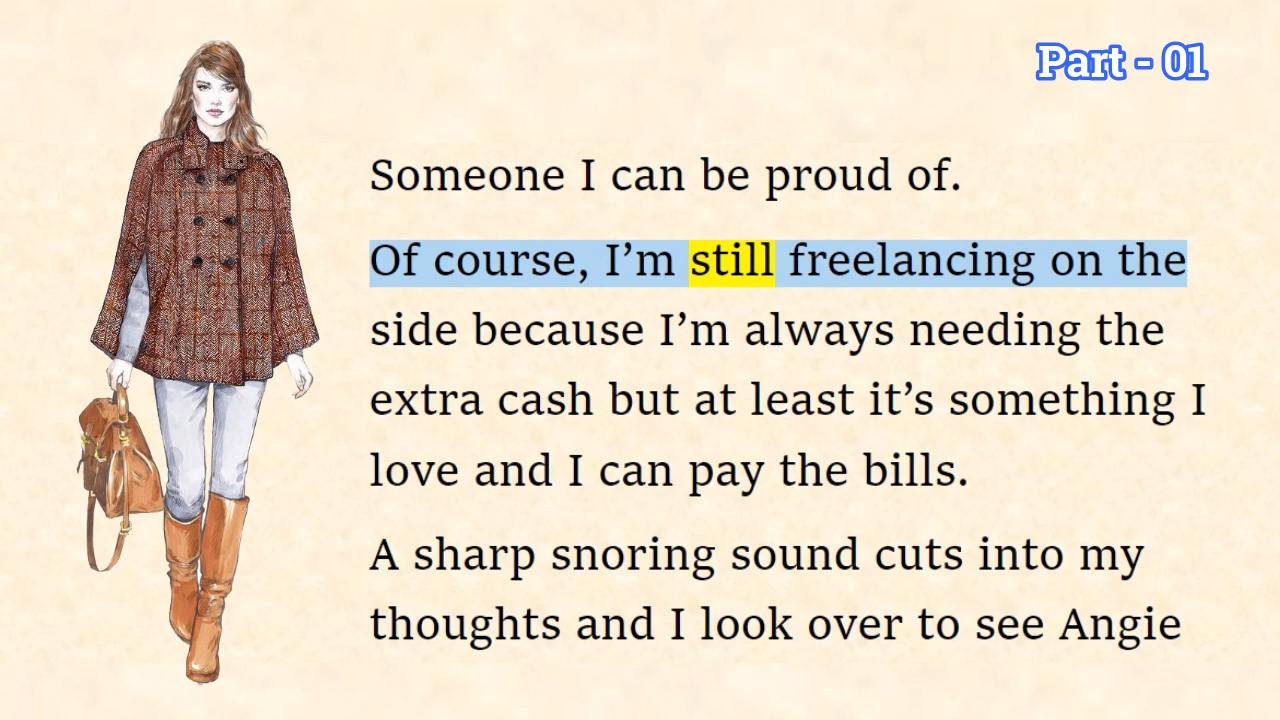 Part - 01
Someone I can be proud of.
Of course, I’m still freelancing on the
side because I’m always needing the
extra cash but at least it’s something I
love and I can pay the bills.
A sharp snoring sound cuts into my
thoughts and I look over to see Angie